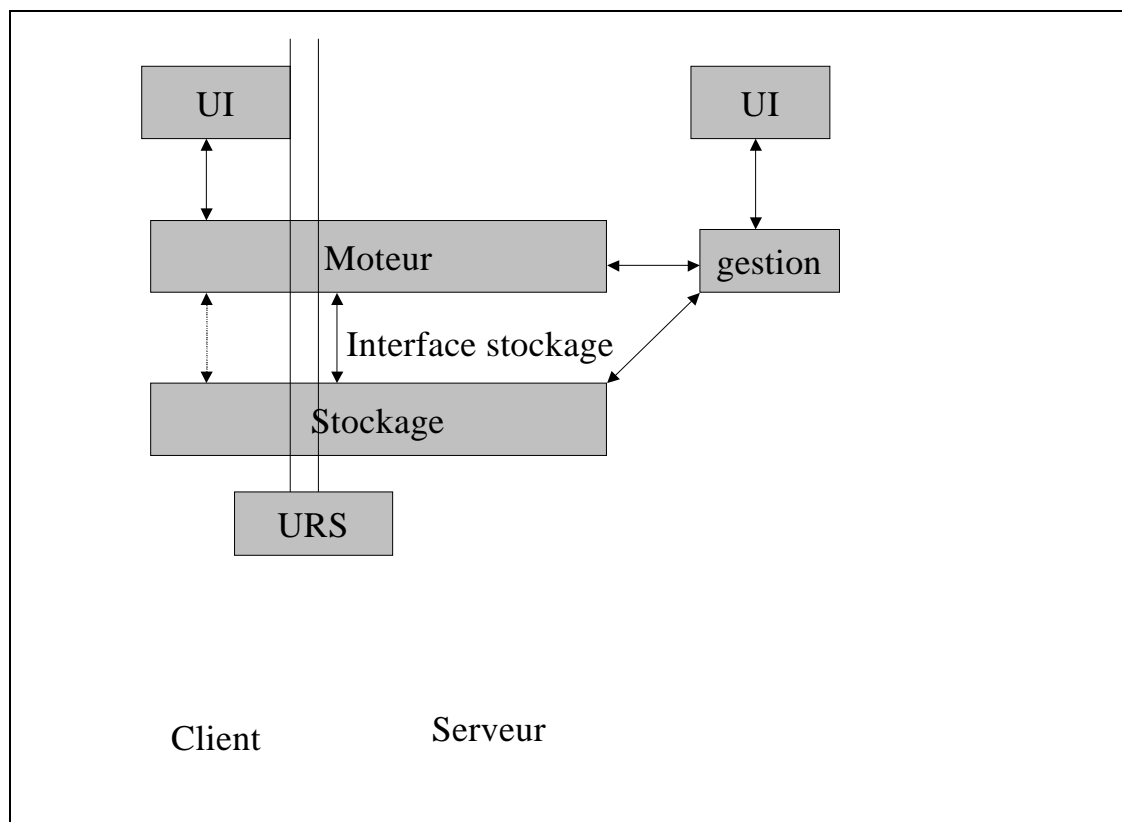 UI
UI
Moteur
gestion
Interface stockage
Stockage
URS
Client
Serveur